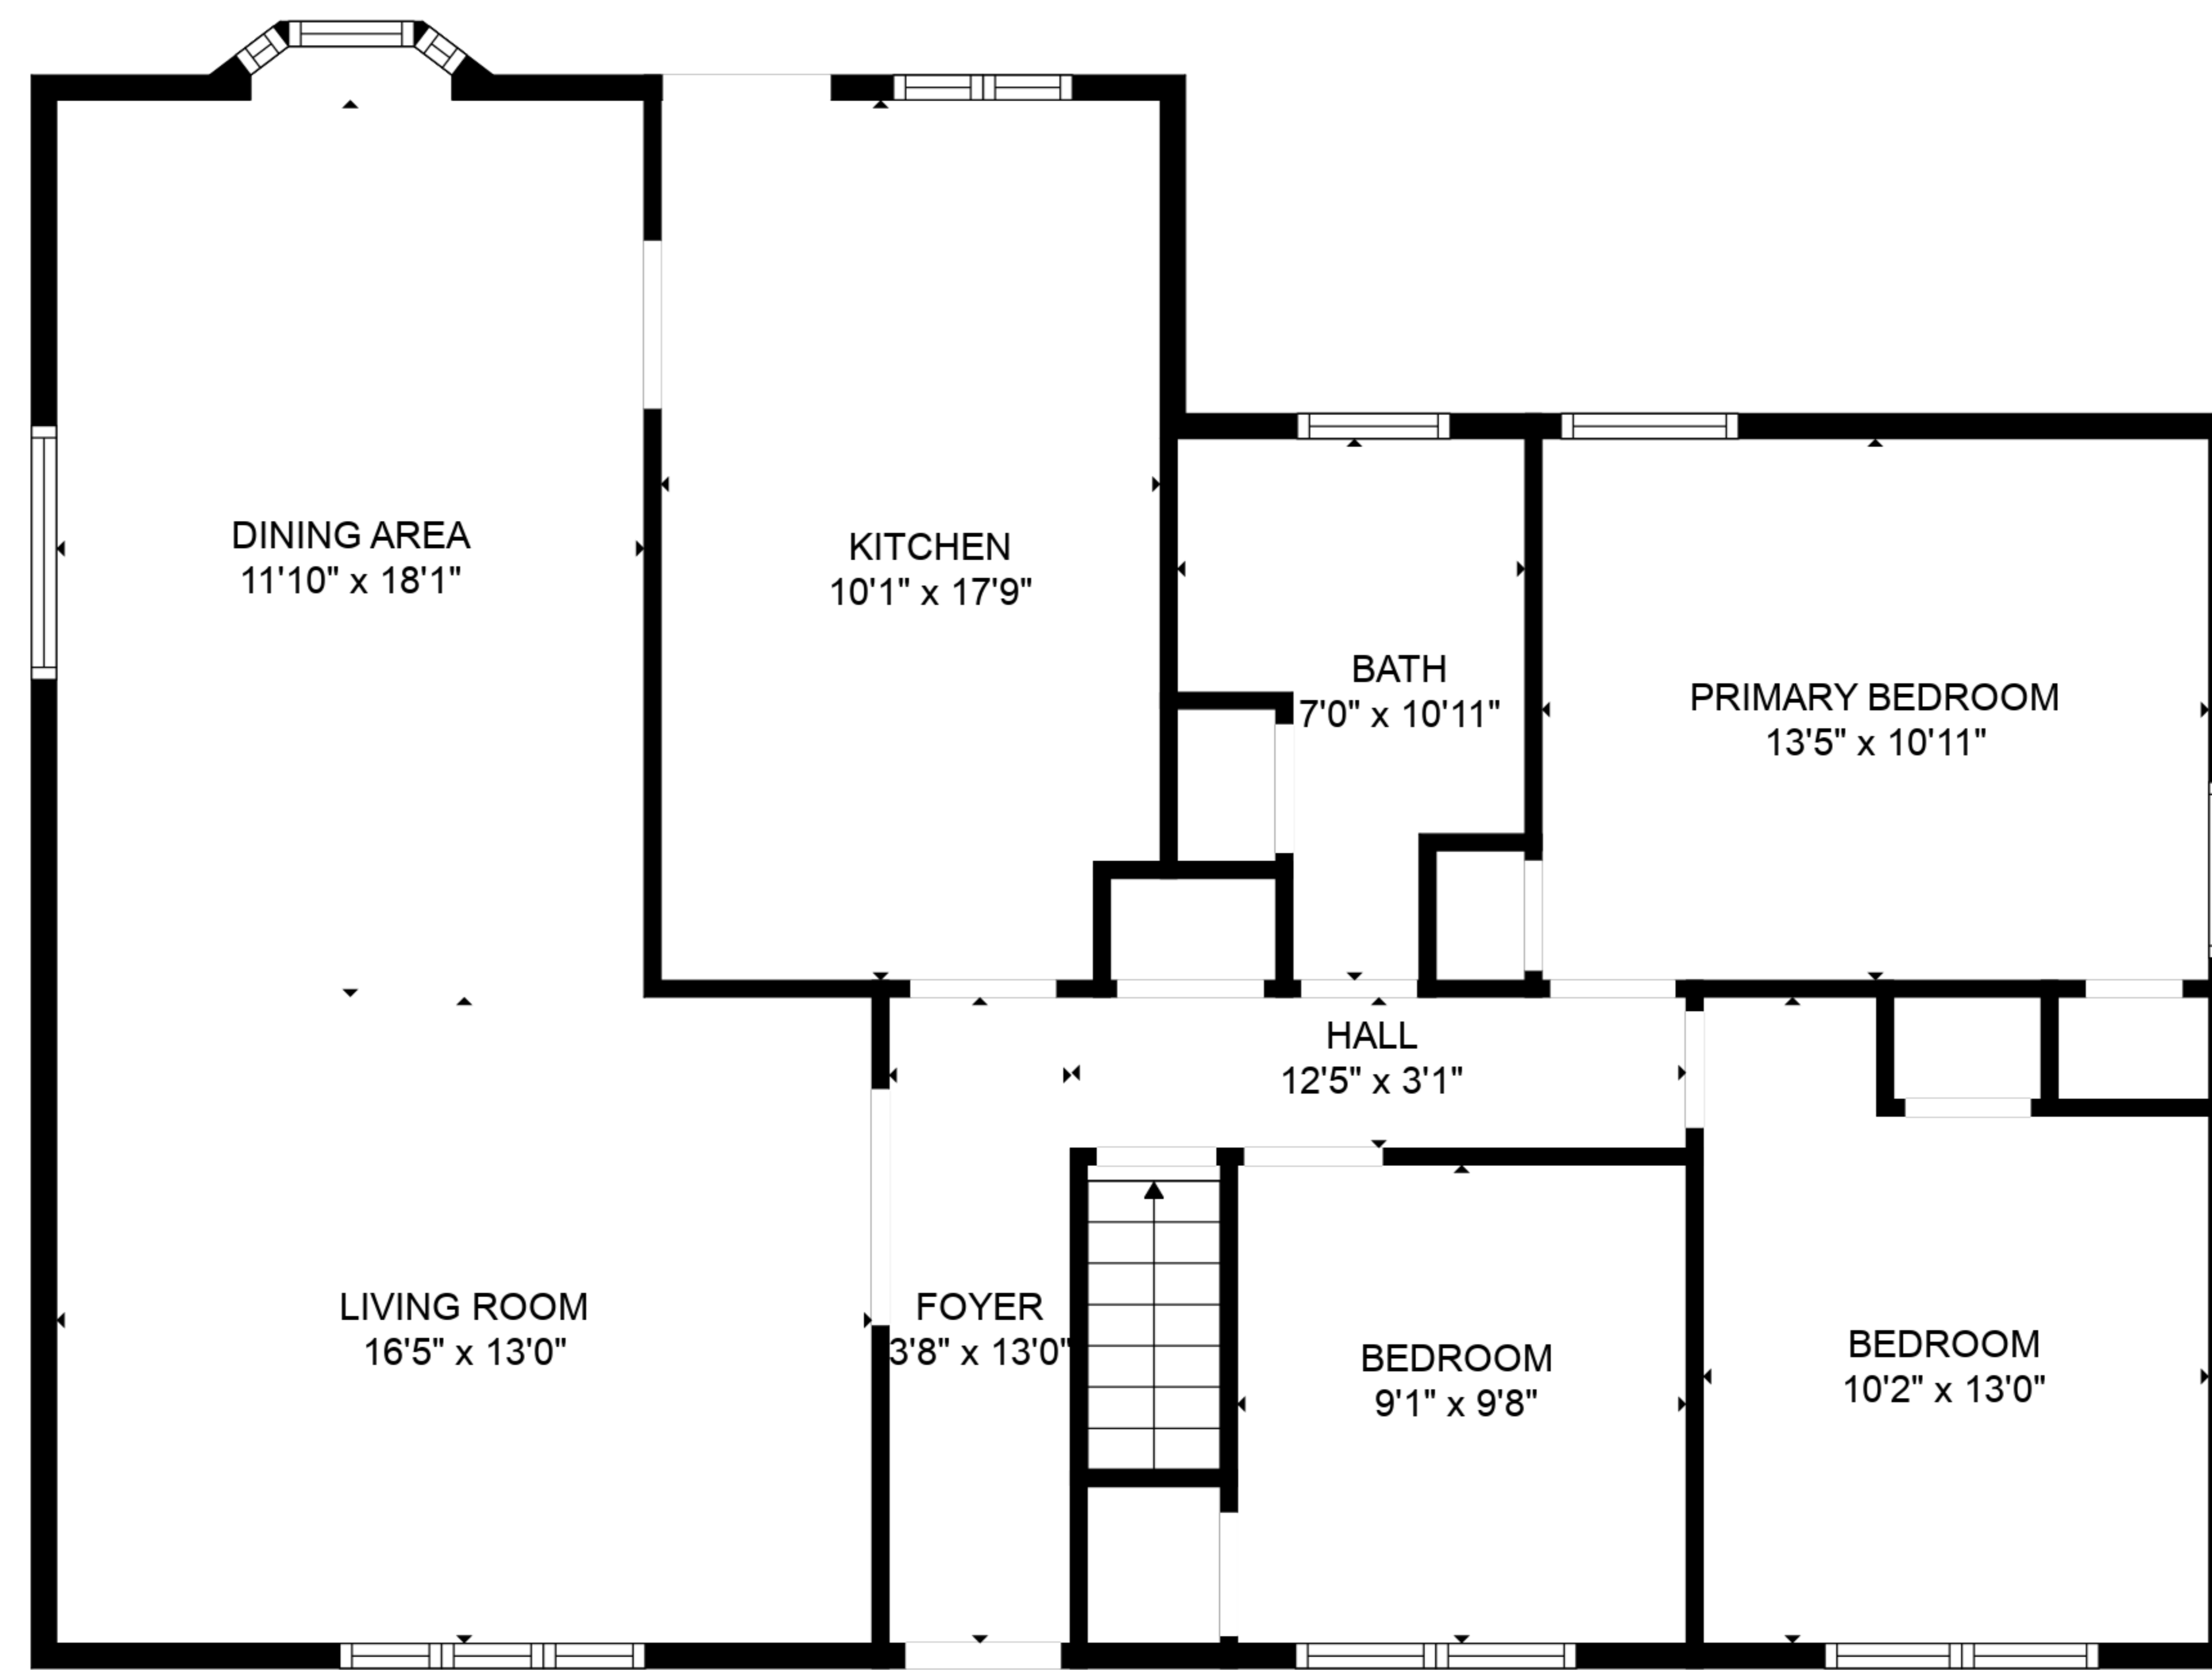 DINING AREA
11'10" x 18'1"
KITCHEN
10'1" x 17'9"
BATH
7'0" x 10'11"
PRIMARY BEDROOM
13'5" x 10'11"
HALL
12'5" x 3'1"
LIVING ROOM
16'5" x 13'0"
FOYER
3'8" x 13'0"
BEDROOM
9'1" x 9'8"
BEDROOM
10'2" x 13'0"